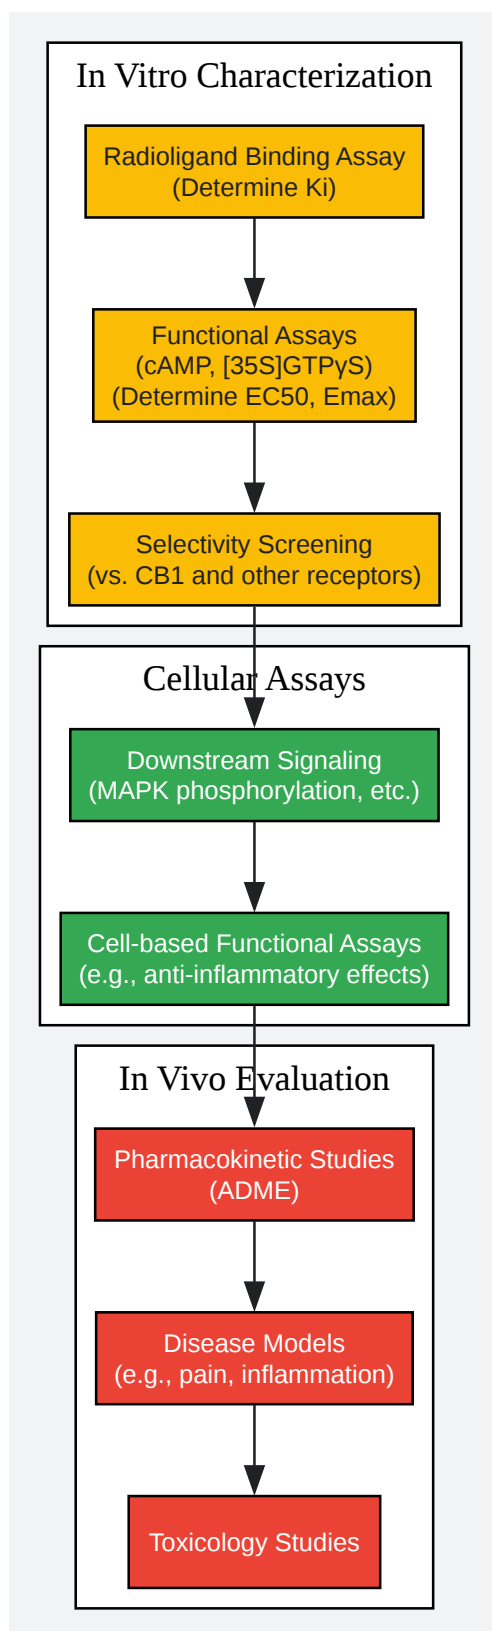 In Vitro Characterization
Radioligand Binding Assay
(Determine Ki)
Functional Assays
(cAMP, [35S]GTPγS)
(Determine EC50, Emax)
Selectivity Screening
(vs. CB1 and other receptors)
Cellular Assays
Downstream Signaling
(MAPK phosphorylation, etc.)
Cell-based Functional Assays
(e.g., anti-inflammatory effects)
In Vivo Evaluation
Pharmacokinetic Studies
(ADME)
Disease Models
(e.g., pain, inflammation)
Toxicology Studies